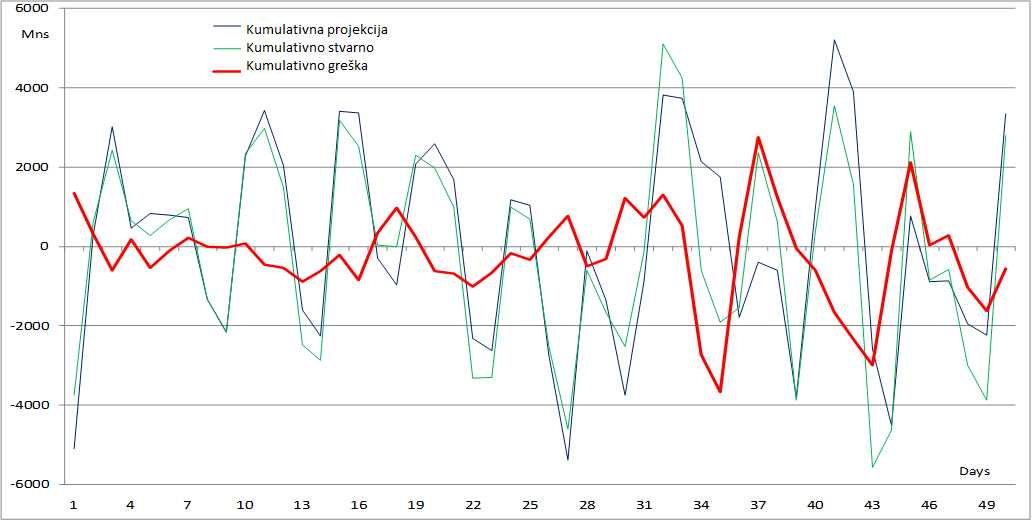 6000
Mns
Kumulativna projekcija
Kumulativno stvarno
Kumulativno greška
4000
2000
0
-2000
-4000
Days
-6000
1 4 7 10 13 16 19 22 25 28 31 34 37 40 43 46 49